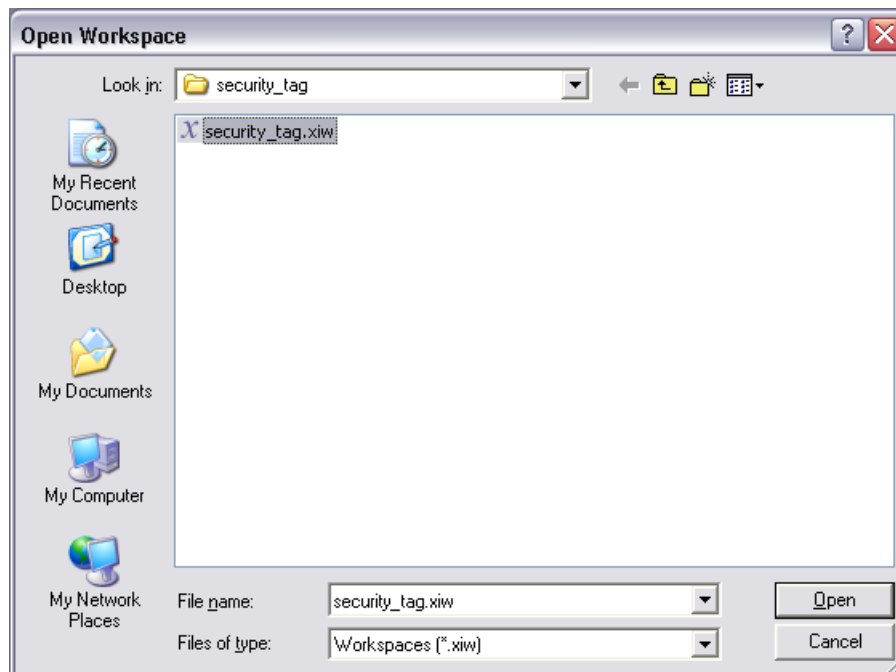 Open Workspace
Look in: security_tag
security_tag.xiw
My Recent
Documents
Desktop
My Documents
My Computer
My Network
Places
File name: security_tag.xiw Open
Files of type: Workspaces (*.xiw) Cancel